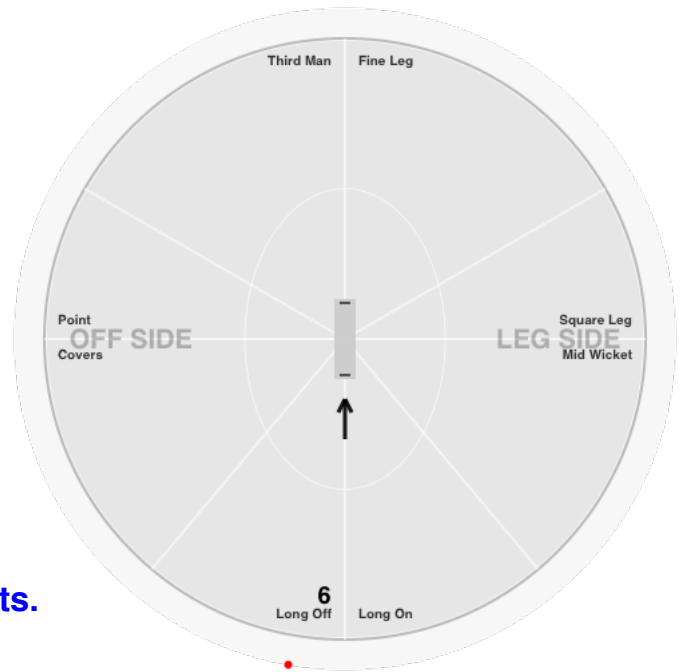 Third Man Fine Leg
Point Square Leg
OFF SIDE LEG SIDE
Covers Mid Wicket
6
ts.
Long Off Long On